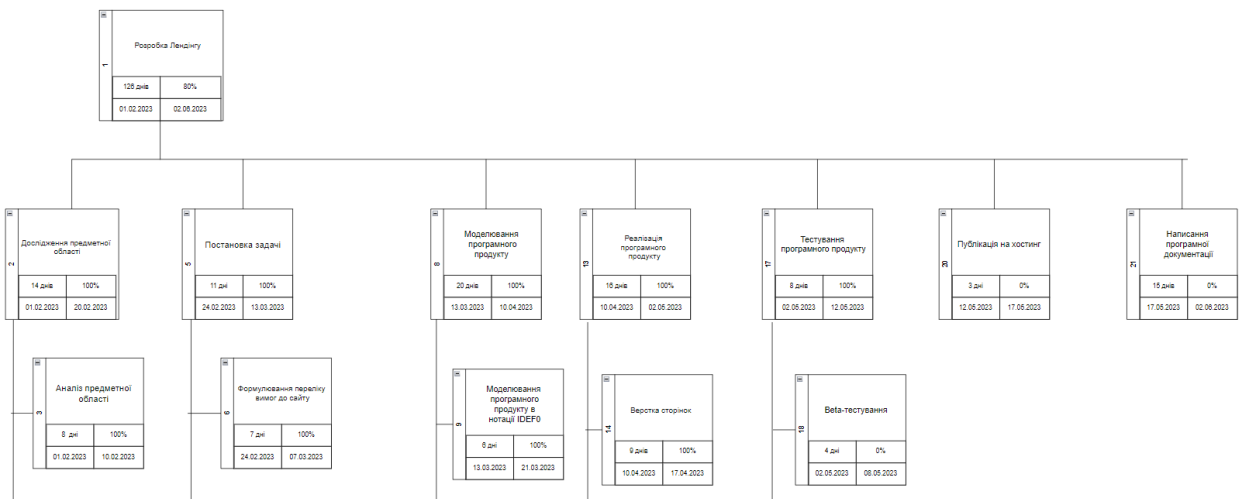 Розробка Лендінгу
1
126 днів 80%
01.02.2023 02.06.2023
Дослідження предметної
області
2
14 днів 100%
01.02.2023 20.02.2023
Постановка задачі
5
11 дні 100%
24.02.2023 13.03.2023
Моделювання
програмного
продукту
8
20 днів 100%
13.03.2023 10.04.2023
Реалізація
програмного
продукту
13
16 днів 100%
10.04.2023 02.05.2023
Тестування
програмного продукту
17
8 днів 100%
02.05.2023 12.05.2023
Публікація на хостинг
20
3 дні 0%
12.05.2023 17.05.2023
Написання
програмної
документації
21
15 днів 0%
17.05.2023 02.06.2023
Аналіз предметної
області
3
8 дні 100%
01.02.2023 10.02.2023
Формулювання переліку
вимог до сайту
6
7 дні 100%
24.02.2023 07.03.2023
Моделювання
програмного
продукту в
нотації IDEF0
9
6 дні 100%
13.03.2023 21.03.2023
Верстка сторінок
14
9 днів 100%
10.04.2023 17.04.2023
Beta-тестування
18
4 дні 0%
02.05.2023 08.05.2023